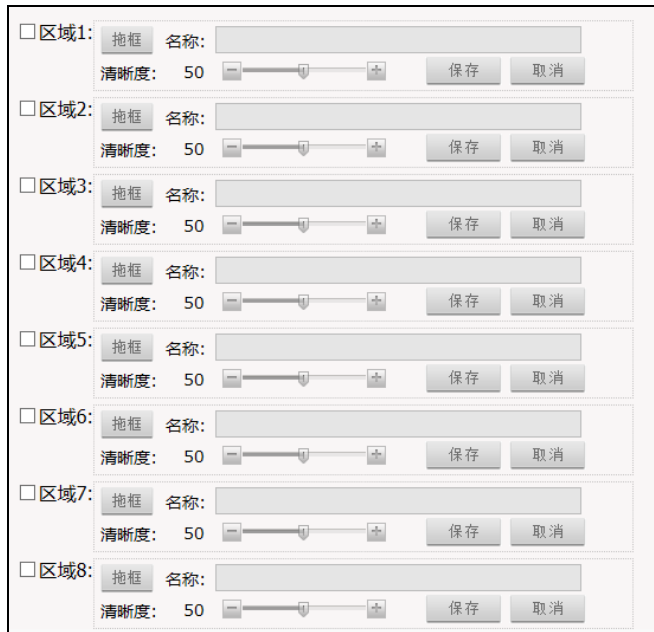 区域1: 拖框 名称:
清晰度: 50 保存 取消
区域2: 拖框 名称:
清晰度: 50 保存 取消
区域3: 拖框 名称:
清晰度: 50 保存 取消
区域4: 拖框 名称:
清晰度: 50 保存 取消
区域5: 拖框 名称:
清晰度: 50 保存 取消
区域6: 拖框 名称:
清晰度: 50 保存 取消
区域7: 拖框 名称:
清晰度: 50 保存 取消
区域8: 拖框 名称:
清晰度: 50 保存 取消